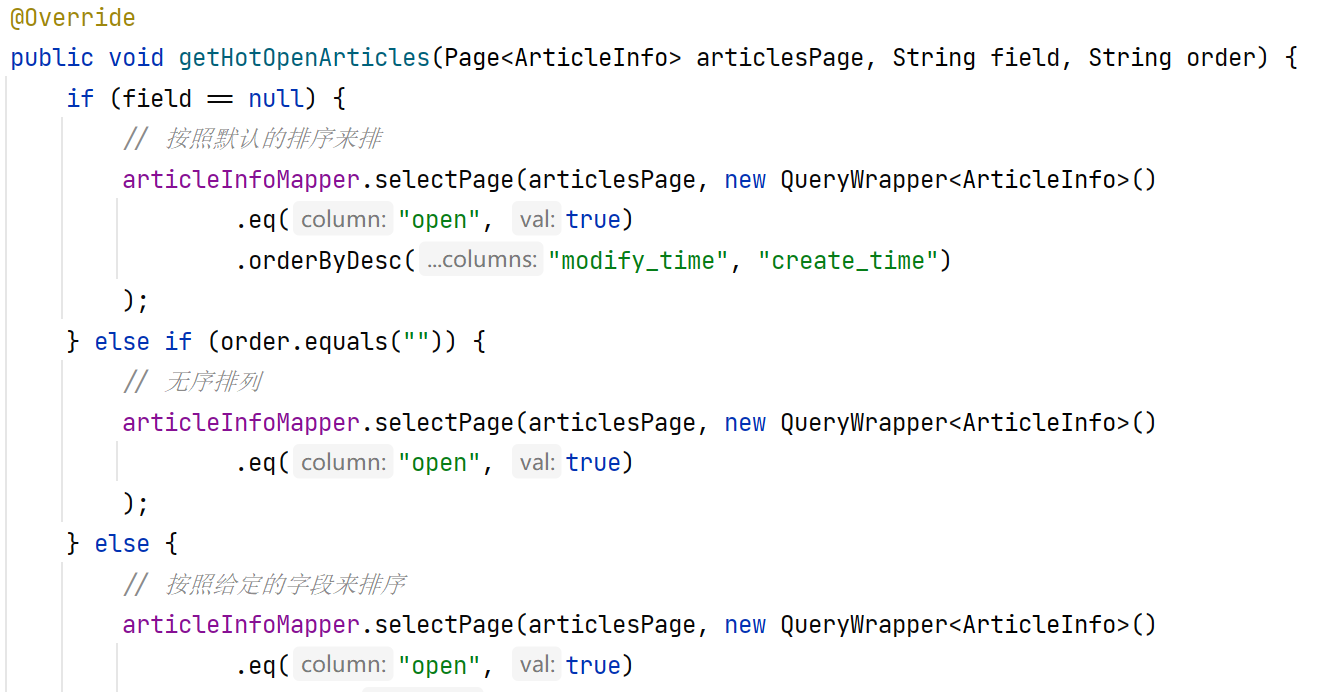 @Override
public void getHotOpenArticles(Page<ArticleInfo> articlesPage, String field, String order) {
if (field == null) {
// 按照默认的排序来排
articleInfoMapper.selectPage(articlesPage, new QueryWrapper<ArticleInfo>()
.eq( column: "open", val: true)
.orderByDesc( ...columns: "modify_time", "create_time")
);
} else if (order.equals("")) {
// 无序排列
articleInfoMapper.selectPage(articlesPage, new QueryWrapper<ArticleInfo>()
.eq( column: "open", val: true)
);
} else {
// 按照给定的字段来排序
articleInfoMapper.selectPage(articlesPage, new QueryWrapper<ArticleInfo>()
.eq( column: "open", val: true)